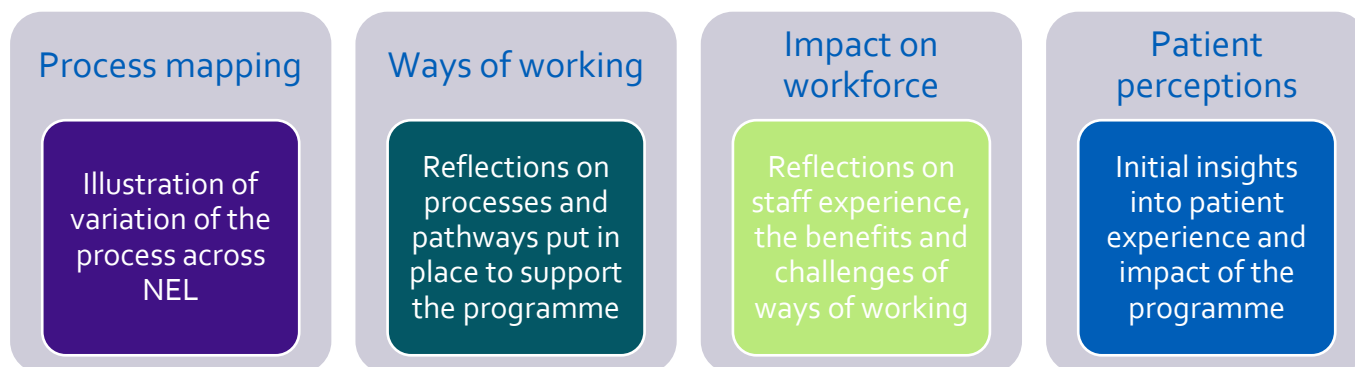 Process mapping
Illustration of
variation of the
process across
NEL
Ways of working
Reflections on
processes and
pathways put in
place to support
the programme
Impact on
workforce
Reflections on
staff experience,
the benefits and
challenges of
ways of working
Patient
perceptions
Initial insights
into patient
experience and
impact of the
programme